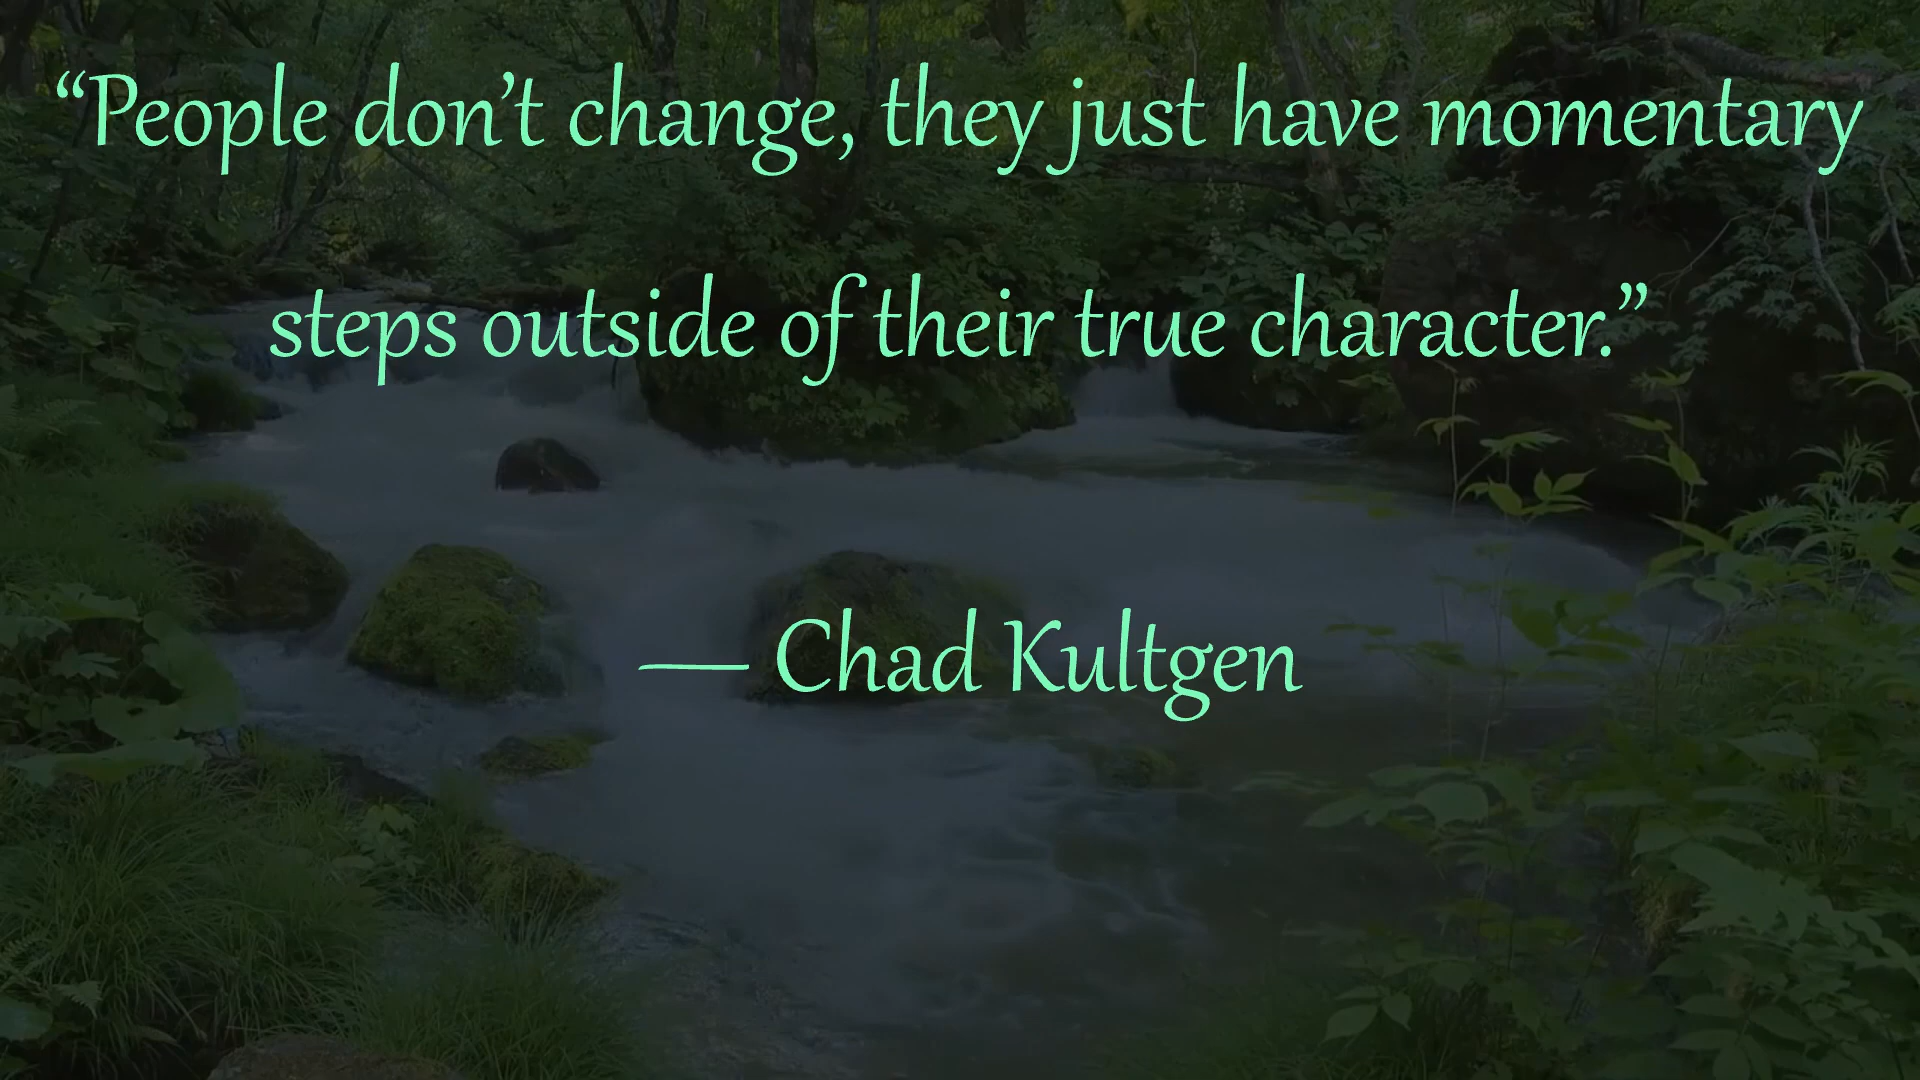 “People don’t change, they just have momentary
steps outside of their true character.”
— Chad Kultgen